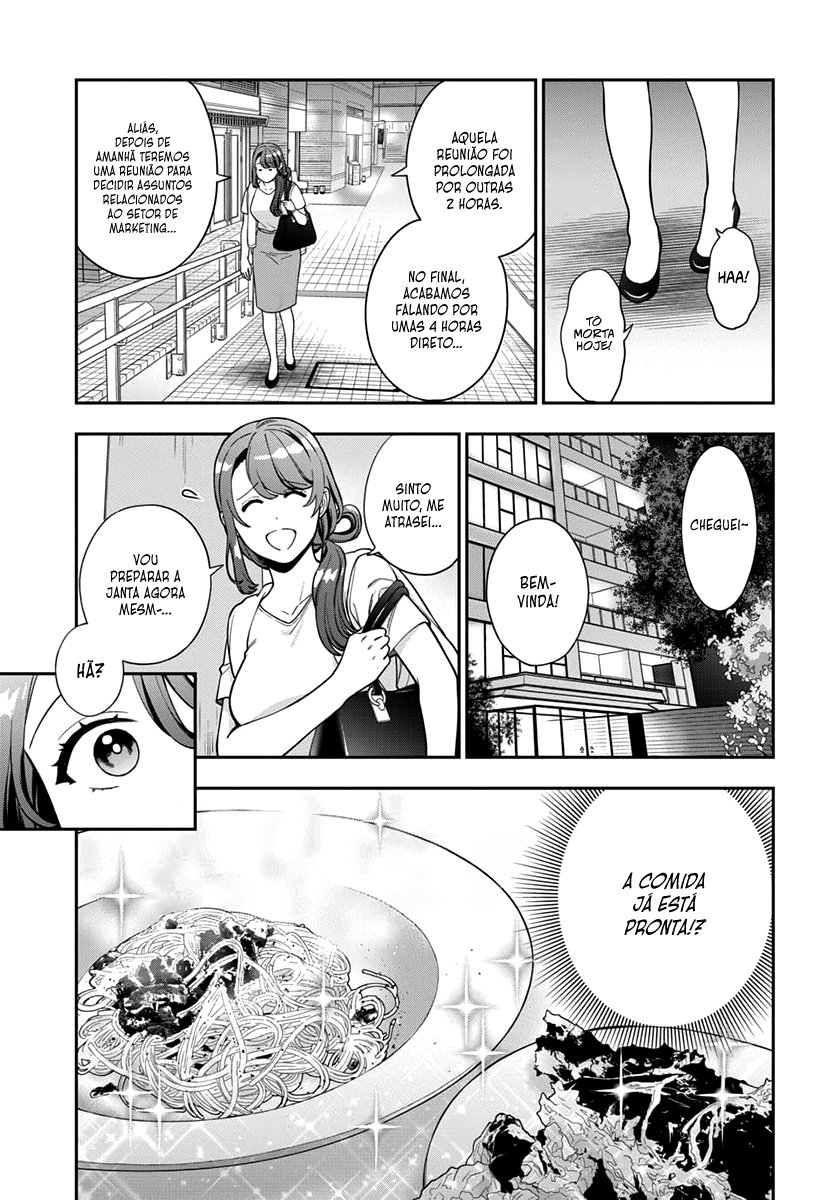 HAA!
TÔ
MORTA
HOJE!
AQUELA
REUNIÃO FOI
PROLONGADA
POR OUTRAS
2 HORAS.
NO FINAL,
ACABAMOS
FALANDO POR
UMAS 4 HORAS
DIRETO...
ALIÁS,
DEPOIS DE
AMANHÃ TEREMOS
UMA REUNIÃO PARA
DECIDIR ASSUNTOS
RELACIONADOS
AO SETOR DE
MARKETING...
CHEGUEI~
BEM-
VINDA!
SINTO
MUITO, ME
ATRASEI...
VOU
PREPARAR A
JANTA AGORA
MESM-...
HÃ?
A COMIDA
JÁ ESTÁ
PRONTA!?